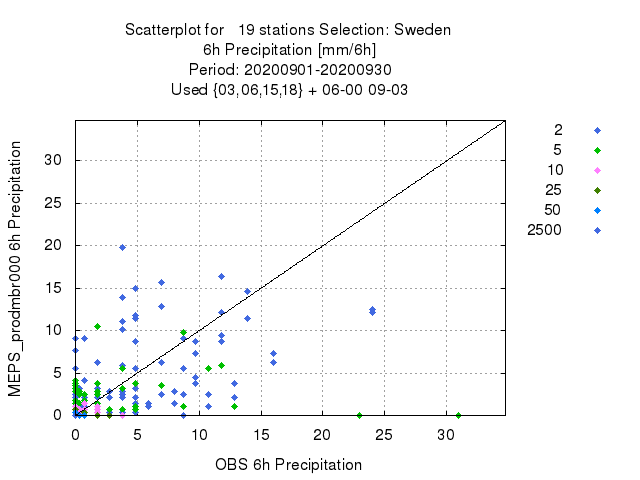 Scatterplot for 19 stations Selection: Sweden
6h Precipitation [mm/6h]
Period: 20200901-20200930
Used {03,06,15,18} + 06-00 09-03
2
5
10
25
50
2500
MEPS_prodmbr000 6h Precipitation
30
25
20
15
10
5
0
0 5 10 15 20 25 30
OBS 6h Precipitation